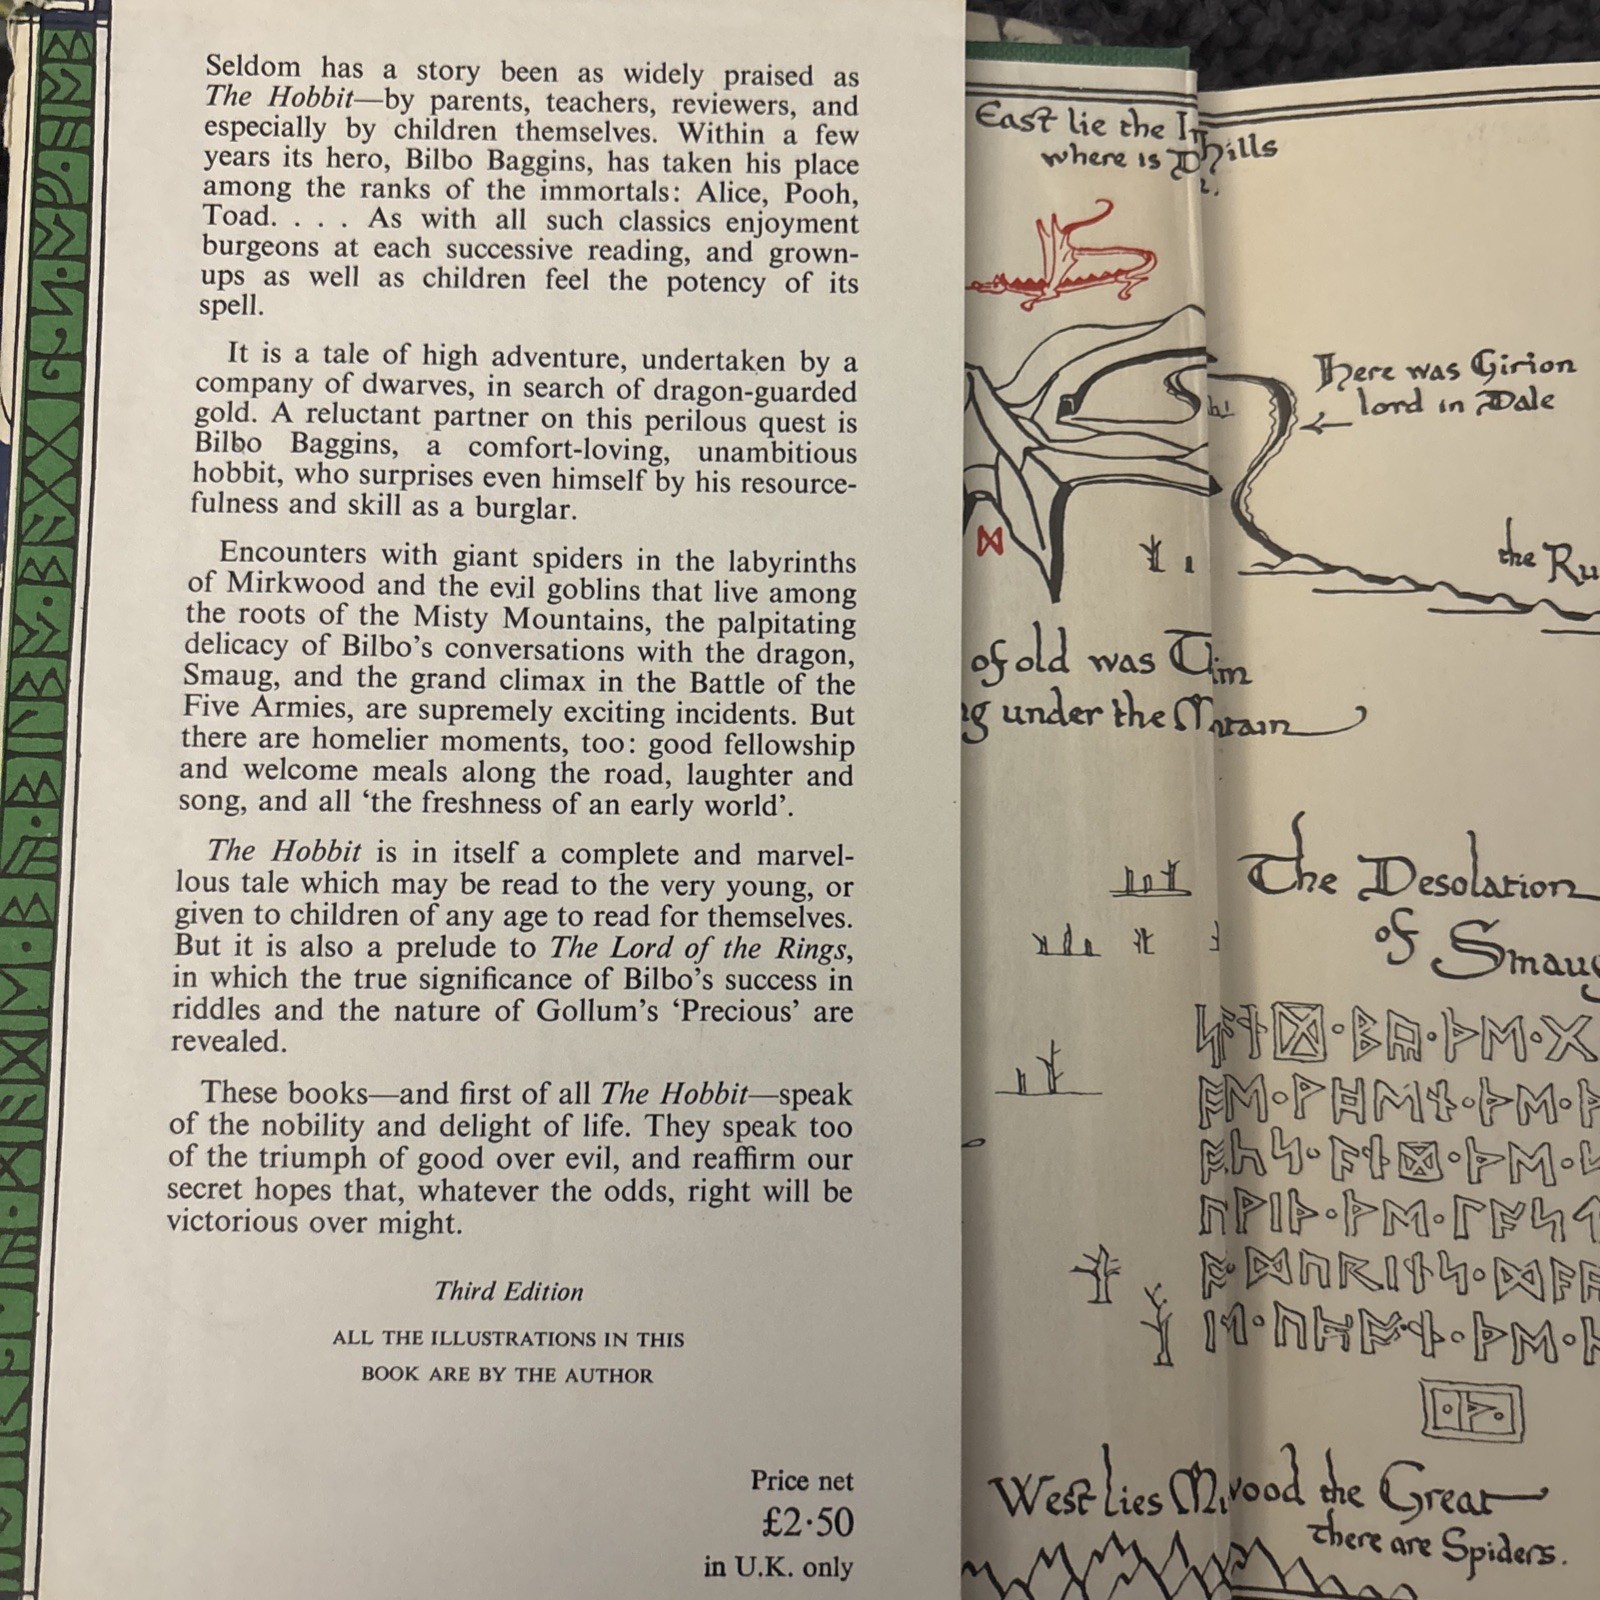 Seldom has a story been as widely praised as
The Hobbit—by parents, teachers, reviewers, and
especially by children themselves. Within a few
years its hero, Bilbo Baggins, has taken his place
among the ranks of the immortals: Alice, Pooh,
Toad. . . . As with all such classics enjoyment
burgeons at each successive reading, and grown-
ups as well as children feel the potency of its
spell.
It is a tale of high adventure, undertaken by a
company of dwarves, in search of dragon-guarded
gold. A reluctant partner on this perilous quest is
Bilbo Baggins, a comfort-loving, unambitious
hobbit, who surprises even himself by his resource-
fulness and skill as a burglar.
Encounters with giant spiders in the labyrinths
of Mirkwood and the evil goblins that live among
the roots of the Misty Mountains, the palpitating
delicacy of Bilbo's conversations with the dragon,
Smaug, and the grand climax in the Battle of the
Five Armies, are supremely exciting incidents. But
there are homelier moments, too: good fellowship
and welcome meals along the road, laughter and
song, and all ‘the freshness of an early world’.
The Hobbit is in itself a complete and marvel-
lous tale which may be read to the very young, or
given to children of any age to read for themselves.
But it is also a prelude to The Lord of the Rings,
in which the true significance of Bilbo's success in
riddles and the nature of Gollum's ‘Precious’ are
revealed.
These books—and first of all The Hobbit—speak
of the nobility and delight of life. They speak too
of the triumph of good over evil, and reaffirm our
secret hopes that, whatever the odds, right will be
victorious over might.
Third Edition
ALL THE ILLUSTRATIONS IN THIS
BOOK ARE BY THE AUTHOR
Price net
£2·50
in U.K. only
East lie the
where is
Here was Girion
lord in Dale
the
of old was
under the
The Desolation
of Smaug
West lies
the Great
there are Spiders.